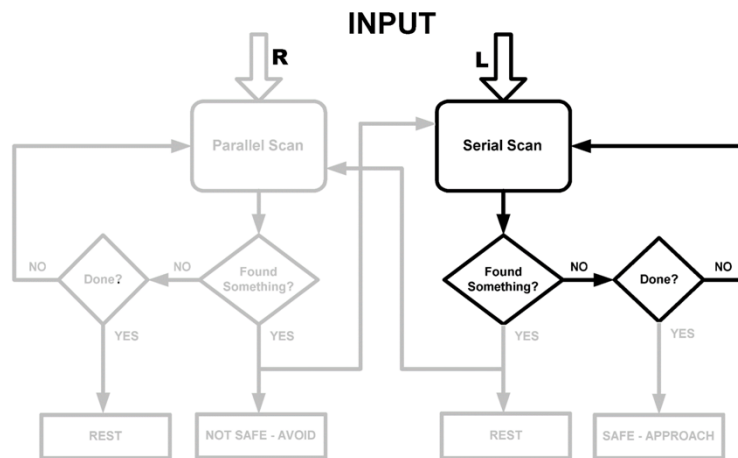 INPUT
R
L
Parallel Scan
Serial Scan
NO
Done?
NO
Found
Something?
Found
Something?
NO
Done?
NO
YES
YES
YES
YES
REST
NOT SAFE - AVOID
REST
SAFE - APPROACH